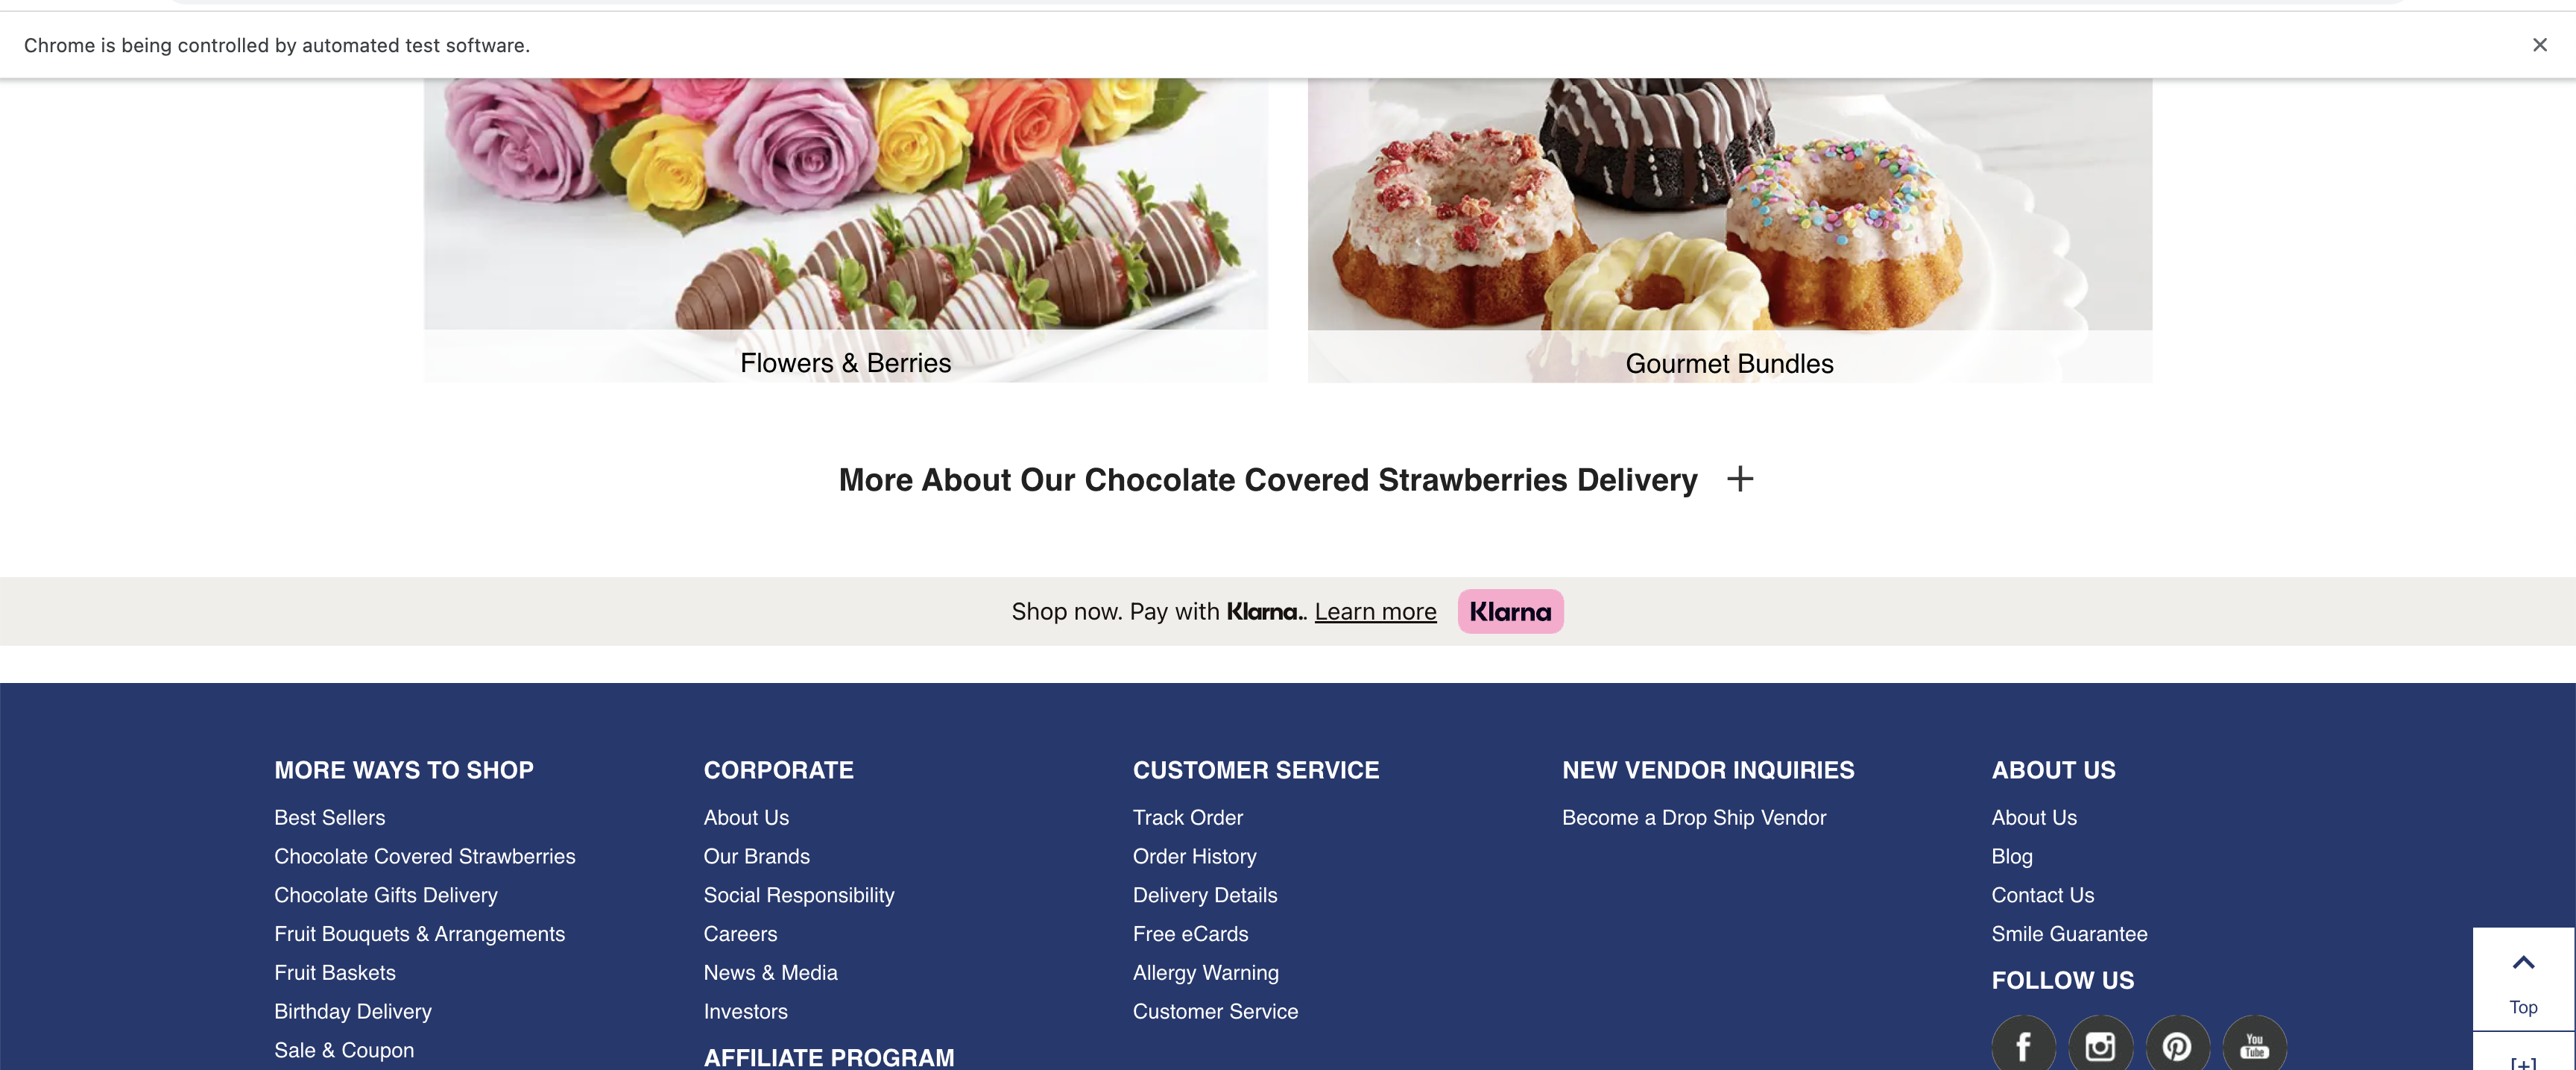 Chrome is being controlled by automated test software.
Flowers & Berries
Gourmet Bundles
More About Our Chocolate Covered Strawberries Delivery +
Shop now. Pay with Klarna.. Learn more Klarna
MORE WAYS TO SHOP
Best Sellers
Chocolate Covered Strawberries
Chocolate Gifts Delivery
Fruit Bouquets & Arrangements
Fruit Baskets
Birthday Delivery
Sale & Coupon
CORPORATE
About Us
Our Brands
Social Responsibility
Careers
News & Media
Investors
AFFILIATE PROGRAM
CUSTOMER SERVICE
Track Order
Order History
Delivery Details
Free eCards
Allergy Warning
Customer Service
NEW VENDOR INQUIRIES
Become a Drop Ship Vendor
ABOUT US
About Us
Blog
Contact Us
Smile Guarantee
FOLLOW US
You
Tube
Top
[+]